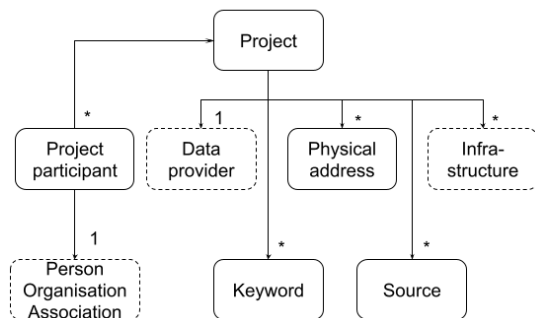 Project
*
1
*
*
Project
participant
Data
provider
Physical
address
Infra-
structure
1
*
*
Person
Organisation
Association
Keyword
Source